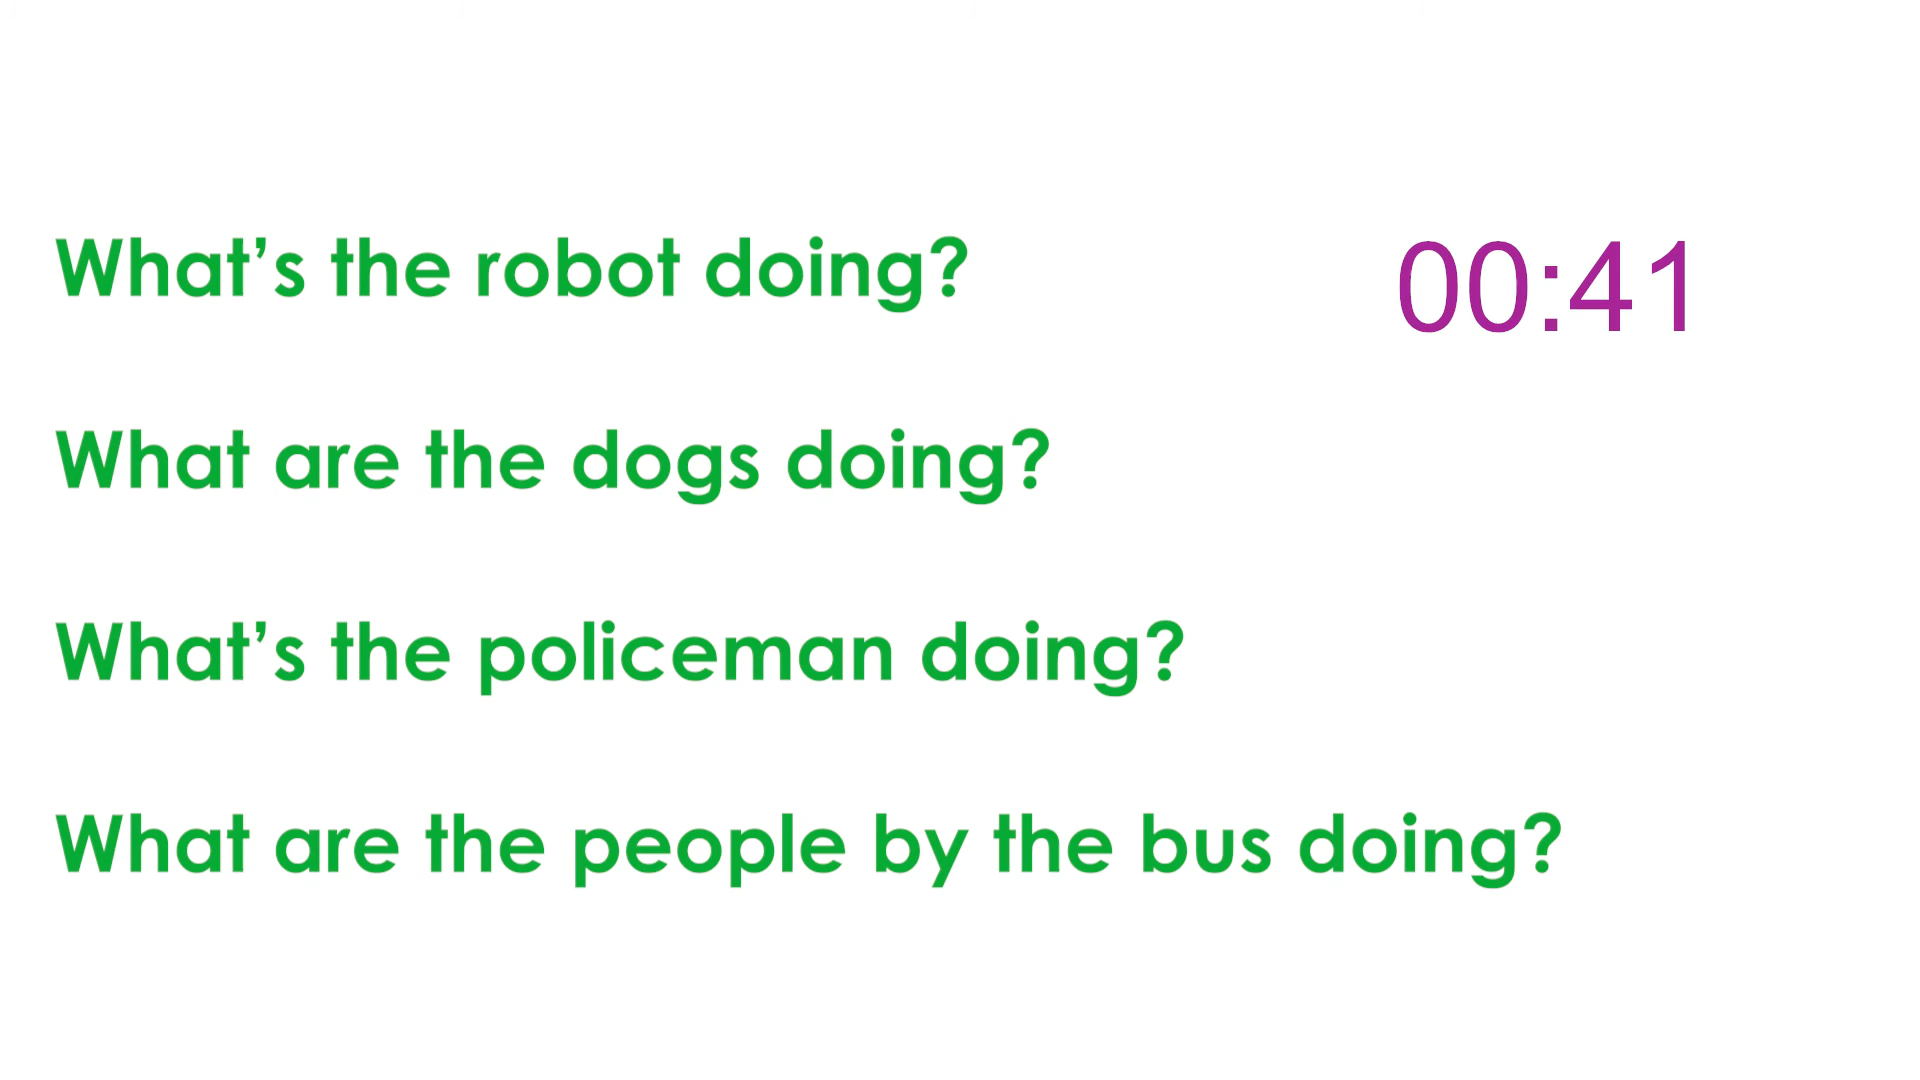 What’s the robot doing?
00:41
What are the dogs doing?
What’s the policeman doing?
What are the people by the bus doing?